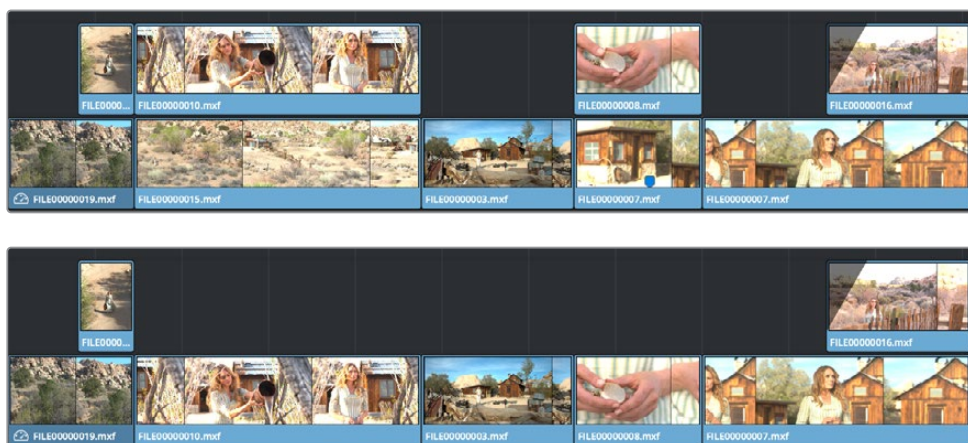 FILE0000...
FILE00000010.mxf
FILE00000008.mxf
FILE00000016.mxf
FILE00000019.mxf
FILE00000015.mxf
FILE00000003.mxf
FILE00000007.mxf
FILE00000007.mxf
FILE0000...
FILE00000016.mxf
FILE00000019.mxf
FILE00000010.mxf
FILE00000003.mxf
FILE00000008.mxf
FILE00000007.mxf